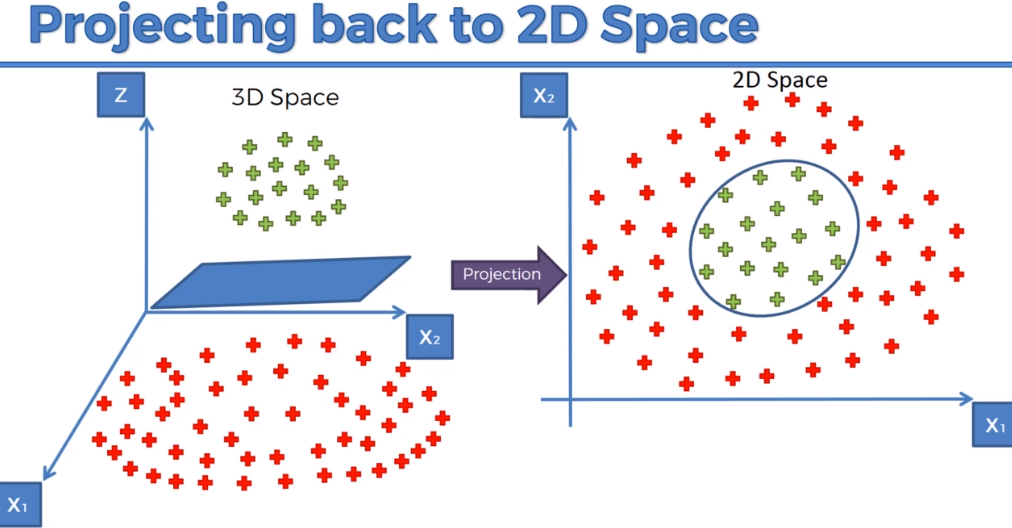 Projecting back to 2D Space
Z
3D Space
X₂
X₁
Projection
2D Space
X₂
X₁